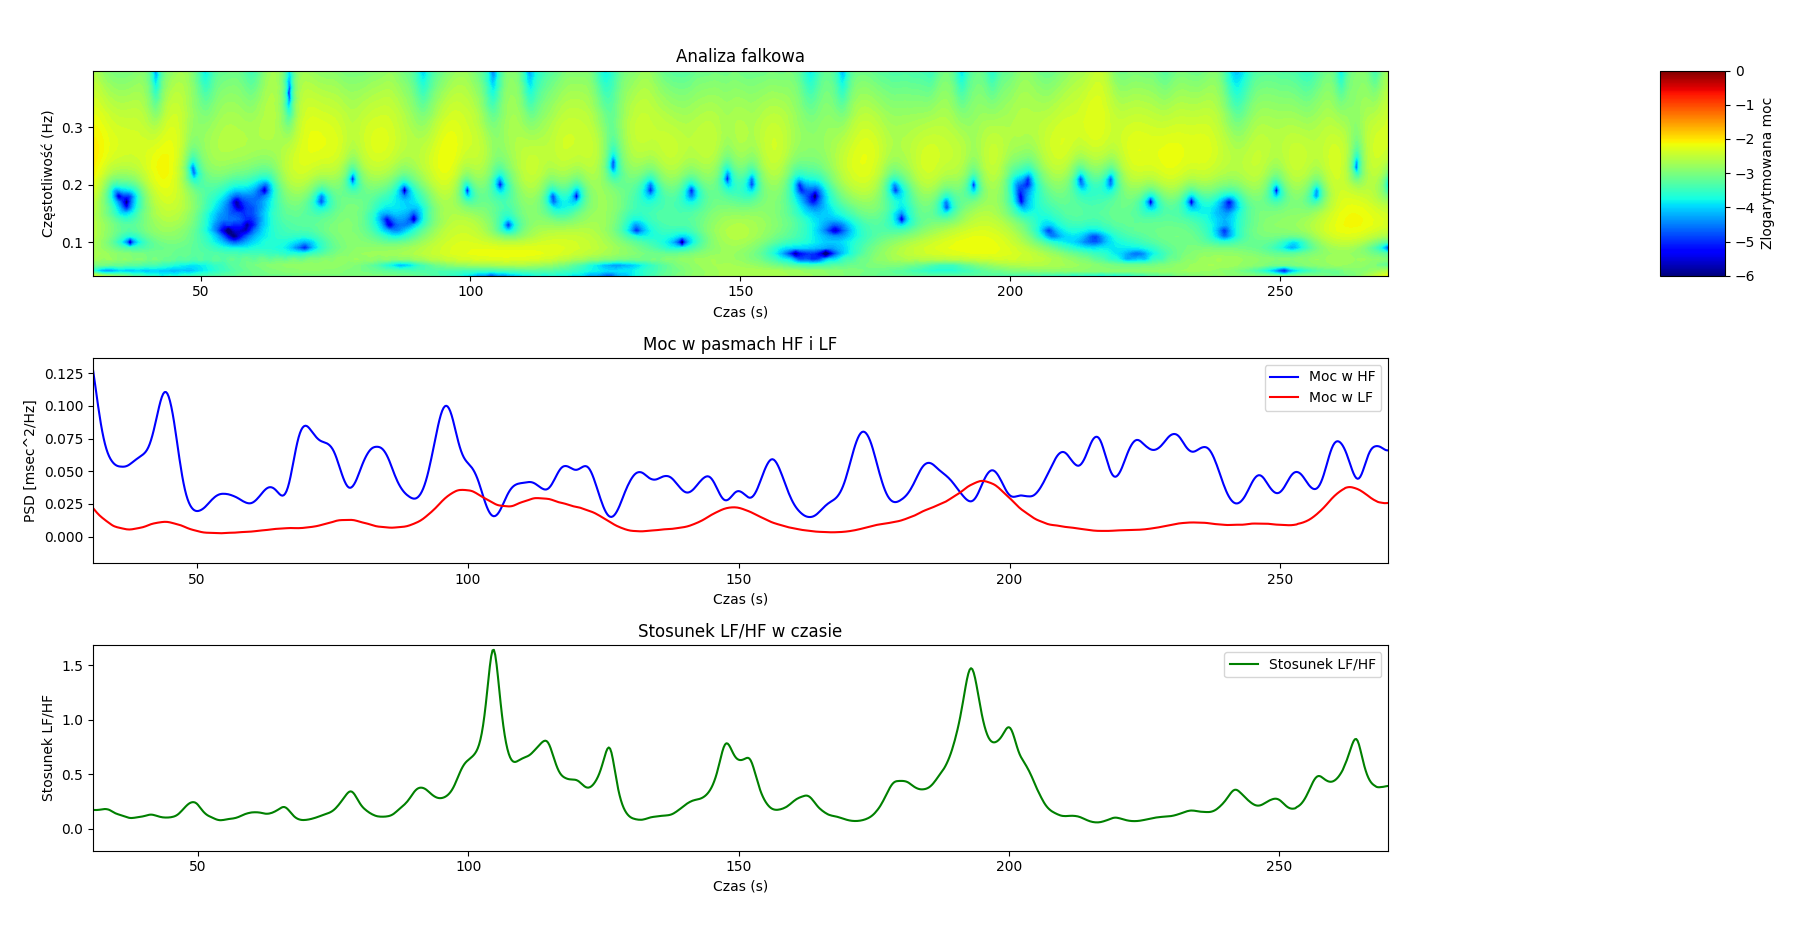 Analiza falkowa
Częstotliwość (Hz)
0.3
0.2
0.1
50
100
150
200
250
Czas (s)
0
−1
−2
−3
−4
−5
−6
Zlogarytmowana moc
Moc w pasmach HF i LF
PSD [msec^2/Hz]
0.125
0.100
0.075
0.050
0.025
0.000
Moc w HF
Moc w LF
50
100
150
200
250
Czas (s)
Stosunek LF/HF w czasie
Stosunek LF/HF
1.5
1.0
0.5
0.0
Stosunek LF/HF
50
100
150
200
250
Czas (s)